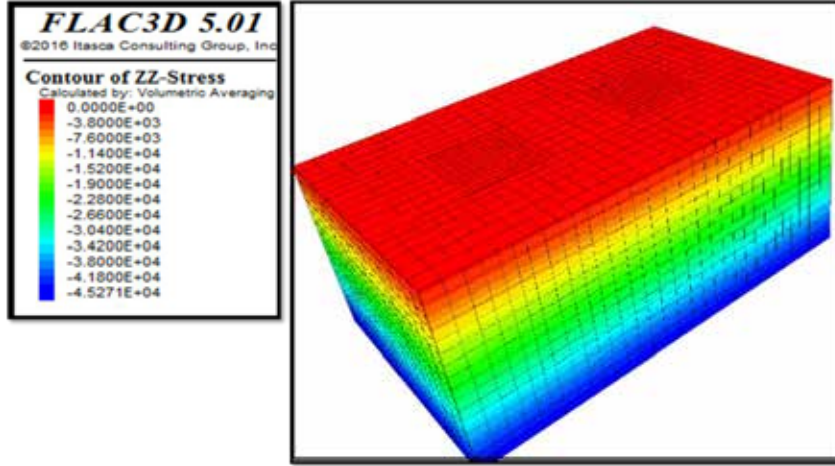 FLAC3D 5.01
©2016 Itasca Consulting Group, Inc
Contour of ZZ-Stress
Calculated by: Volumetric Averaging
0.0000E+00
-3.8000E+03
-7.6000E+03
-1.1400E+04
-1.5200E+04
-1.9000E+04
-2.2800E+04
-2.6600E+04
-3.0400E+04
-3.4200E+04
-3.8000E+04
-4.1800E+04
-4.5271E+04